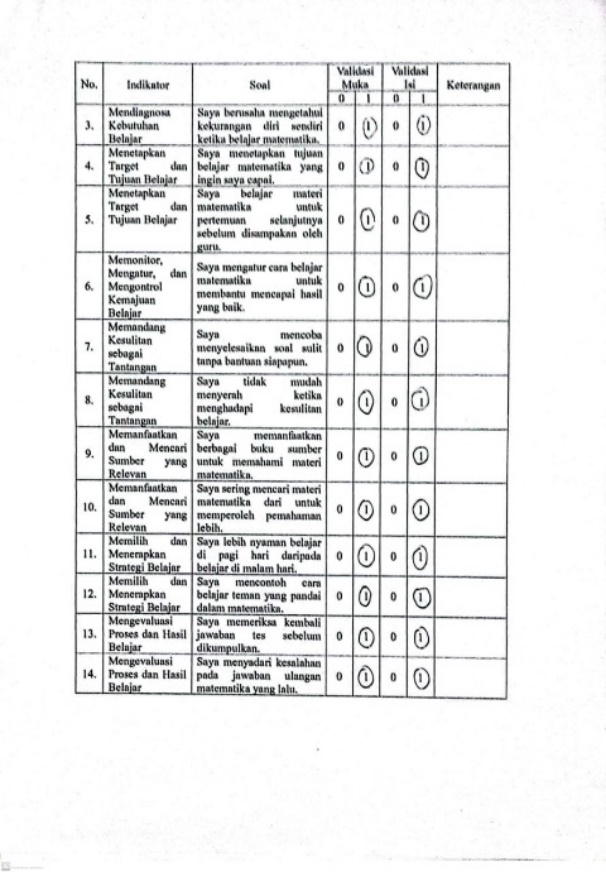 No. Indikator Soal Validasi Muka Validasi Isi Keterangan
0 1 0 1
3. Mendiagnosa Saya berusaha mengetahui
Kebutuhan kekurangan diri sendiri 0 1 0 1
Belajar ketika belajar matematika.
4. Menetapkan Saya menetapkan tujuan
Target dan belajar matematika yang 0 1 0 1
Tujuan Belajar ingin saya capai.
5. Menetapkan Saya belajar materi
Target dan matematika untuk
Tujuan Belajar pertemuan selanjutnya 0 1 0 1
sebelum disampakan oleh
guru.
6. Memonitor,
Mengatur, dan Saya mengatur cara belajar
Mengontrol matematika untuk 0 1 0 1
Kemajuan membantu mencapai hasil
Belajar yang baik.
7. Memandang
Kesulitan Saya mencoba
sebagai menyelesaikan soal sulit 0 1 0 1
Tantangan tanpa bantuan siapapun.
8. Memandang Saya tidak mudah
Kesulitan menyerah ketika
sebagai menghadapi kesulitan 0 1 0 1
Tantangan belajar.
9. Memanfaatkan Saya memanfaatkan
dan Mencari berbagai buku sumber
Sumber yang untuk memahami materi 0 1 0 1
Relevan matematika.
10. Memanfaatkan Saya sering mencari materi
dan Mencari matematika dari untuk
Sumber yang memperoleh pemahaman 0 1 0 1
Relevan lebih.
11. Memilih dan Saya lebih nyaman belajar
Menerapkan di pagi hari daripada 0 1 0 1
Strategi Belajar belajar di malam hari.
12. Memilih dan Saya mencontoh cara
Menerapkan belajar teman yang pandai 0 1 0 1
Strategi Belajar dalam matematika.
13. Mengevaluasi Saya memeriksa kembali
Proses dan Hasil jawaban tes sebelum 0 1 0 1
Belajar dikumpulkan.
14. Mengevaluasi Saya menyadari kesalahan
Proses dan Hasil pada jawaban ulangan 0 1 0 1
Belajar matematika yang lalu.